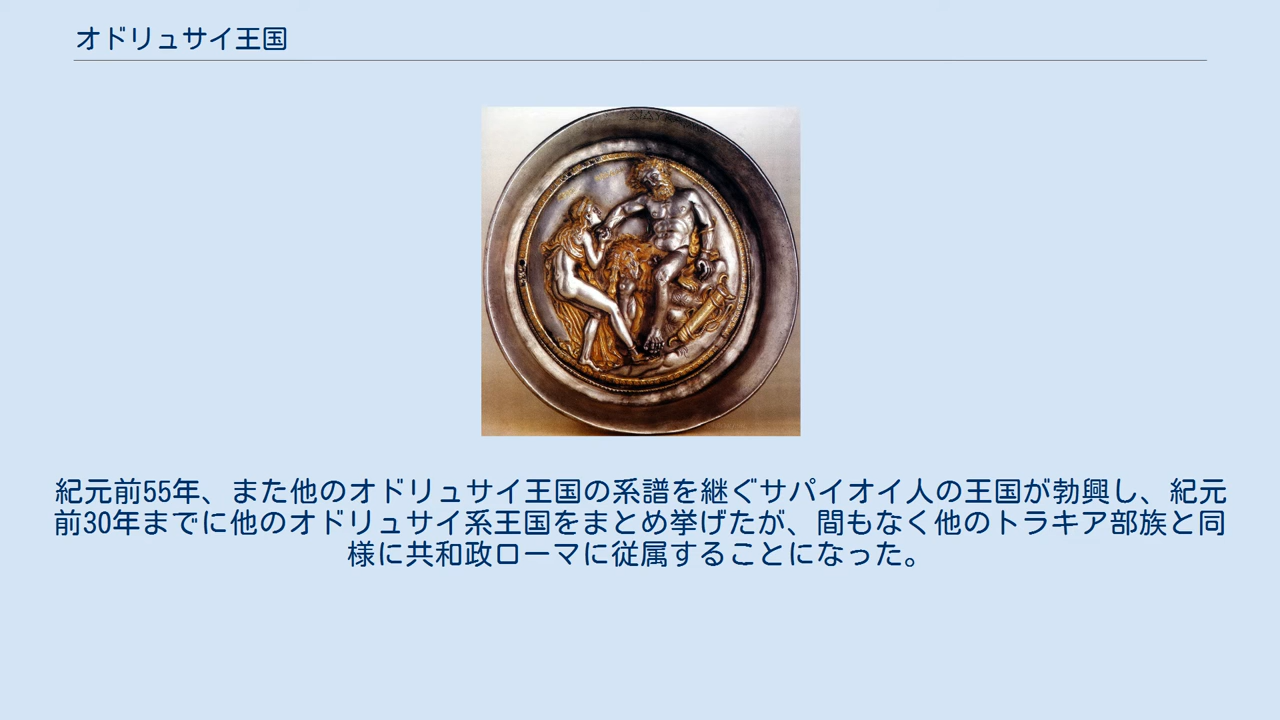 オドリュサイ王国
紀元前55年、また他のオドリュサイ王国の系譜を継ぐサパイオイ人の王国が勃興し、紀元
前30年までに他のオドリュサイ系王国をまとめ挙げたが、間もなく他のトラキア部族と同
様に共和政ローマに従属することになった。